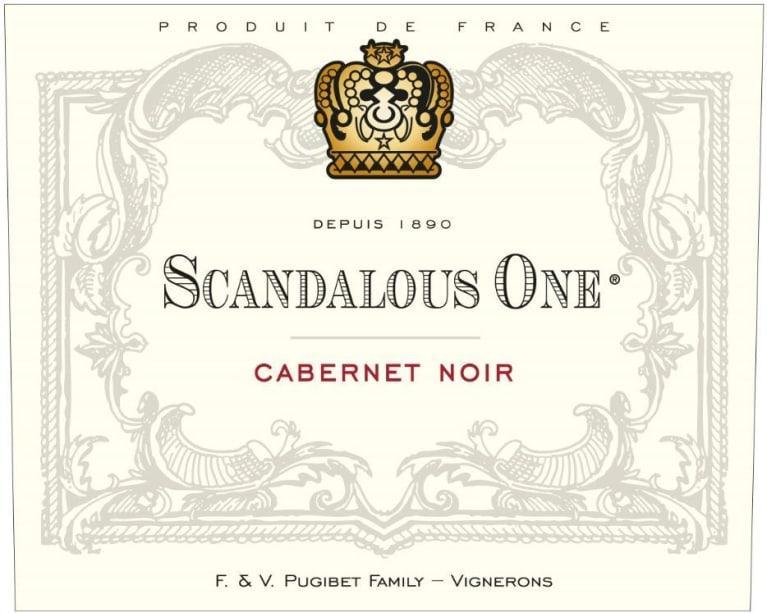 PRODUIT DE FRANCE
DEPUIS 1890
SCANDALOUS ONE®
CABERNET NOIR
F. & V. PUGIBET FAMILY – VIGNERONS